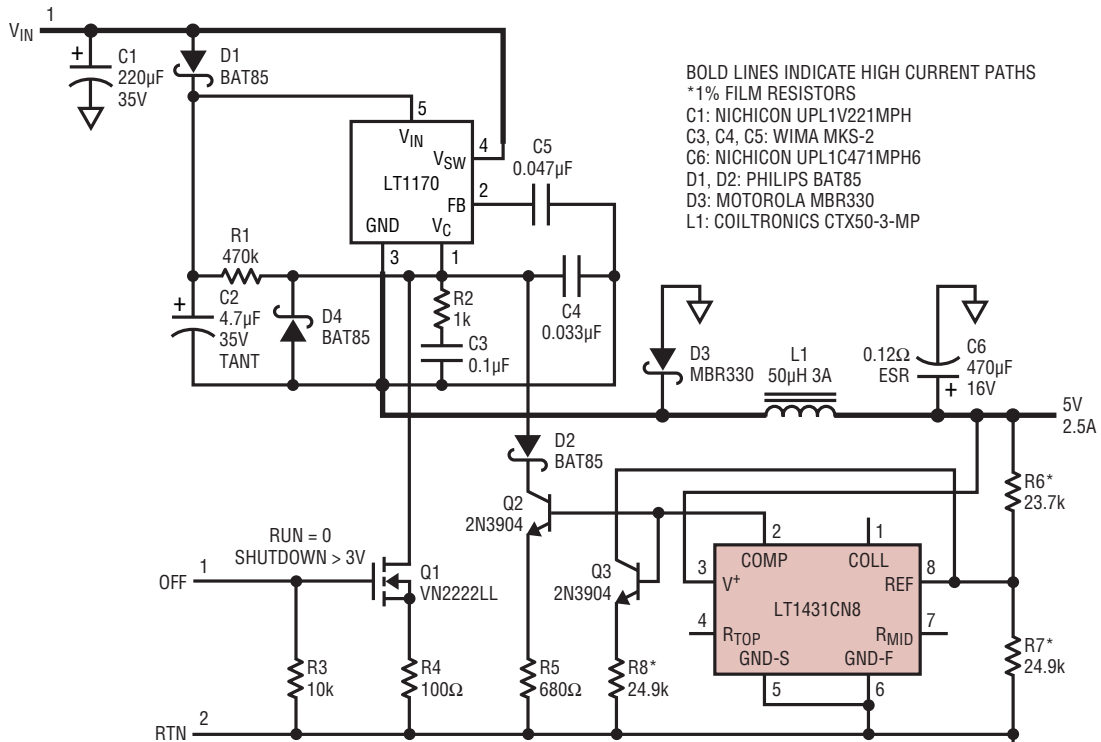 1
V_IN
+
C1
220µF
35V
D1
BAT85
5
V_IN
4
V_SW
LT1170
2
FB
GND
V_C
3
1
C5
0.047µF
BOLD LINES INDICATE HIGH CURRENT PATHS
*1% FILM RESISTORS
C1: NICHICON UPL1V221MPH
C3, C4, C5: WIMA MKS-2
C6: NICHICON UPL1C471MPH6
D1, D2: PHILIPS BAT85
D3: MOTOROLA MBR330
L1: COILTRONICS CTX50-3-MP
R1
470k
+
C2
4.7µF
35V
TANT
D4
BAT85
R2
1k
C3
0.1µF
C4
0.033µF
D3
MBR330
L1
50µH 3A
0.12Ω
ESR
C6
470µF
16V
+
5V
2.5A
D2
BAT85
Q2
2N3904
R6*
23.7k
RUN = 0
SHUTDOWN > 3V
OFF
1
Q1
VN2222LL
Q3
2N3904
2
1
COMP
COLL
3
V+
8
REF
LT1431CN8
4
R_TOP
7
R_MID
GND-S
GND-F
5
6
R7*
24.9k
R3
10k
R4
100Ω
R5
680Ω
R8*
24.9k
RTN
2